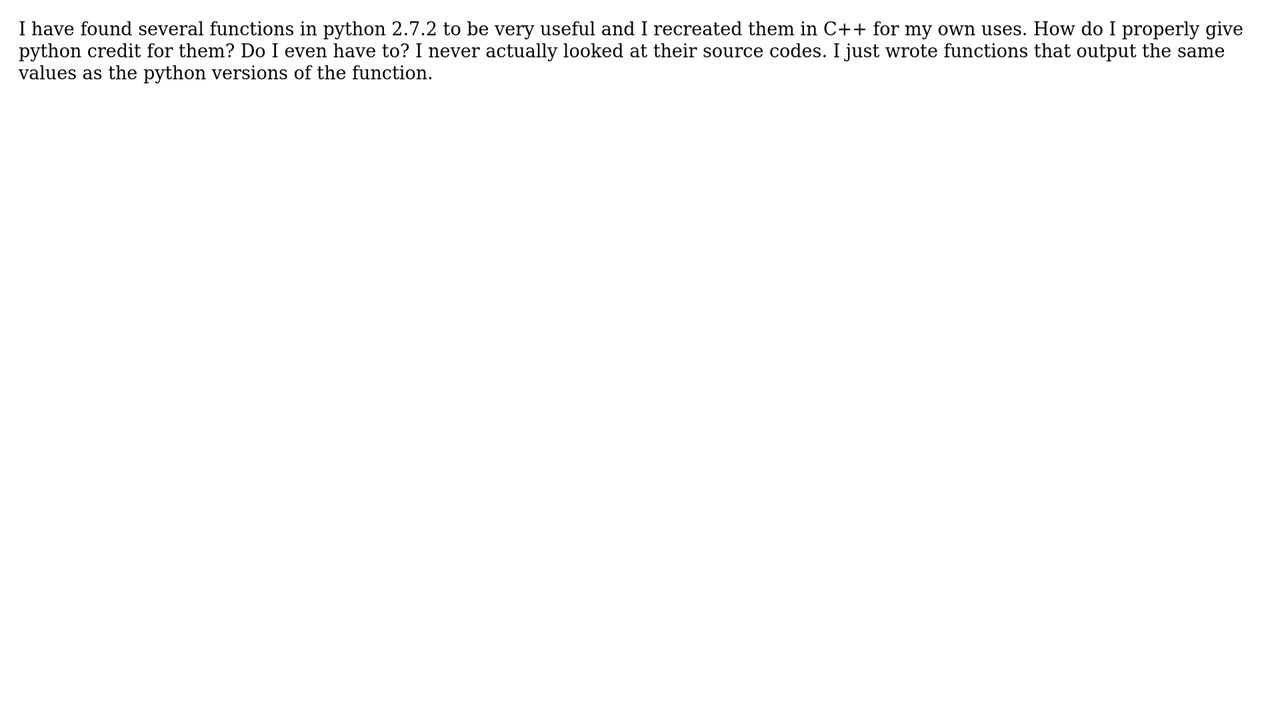 I have found several functions in python 2.7.2 to be very useful and I recreated them in C++ for my own uses. How do I properly give
python credit for them? Do I even have to? I never actually looked at their source codes. I just wrote functions that output the same
values as the python versions of the function.